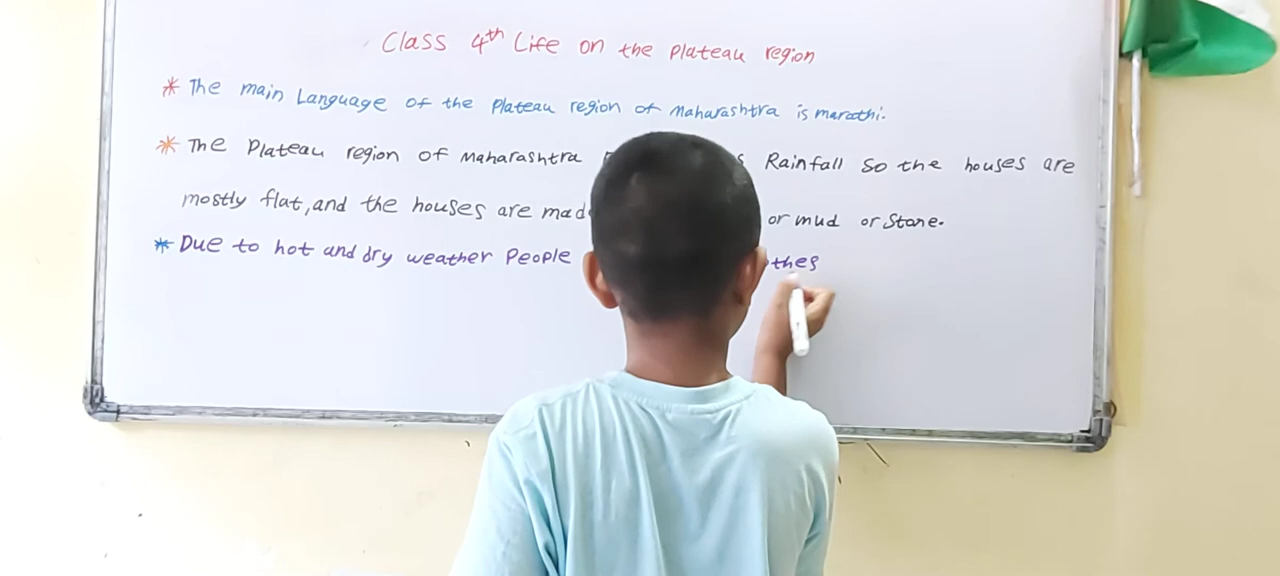 Class 4th Life on the Plateau region
* The main Language of the Plateau region of Maharashtra is marathi.
* The Plateau region of Maharashtra Rainfall so the houses are
mostly flat, and the houses are or mud or Stone.
* Due to hot and dry weather People